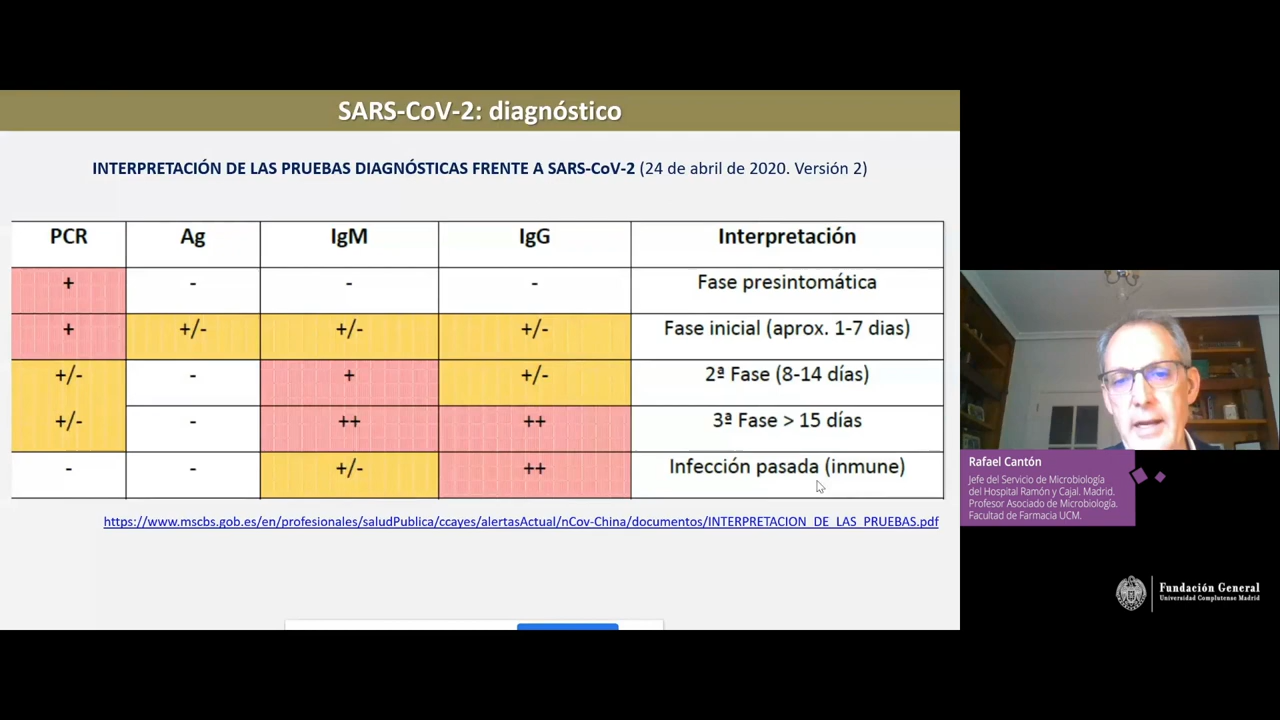 SARS-CoV-2: diagnóstico
INTERPRETACIÓN DE LAS PRUEBAS DIAGNÓSTICAS FRENTE A SARS-CoV-2 (24 de abril de 2020. Versión 2)
PCR Ag IgM IgG Interpretación
+ - - - Fase presintomática
+ +/- +/- +/- Fase inicial (aprox. 1-7 dias)
+/- - + +/- 2ª Fase (8-14 días)
+/- - ++ ++ 3ª Fase > 15 días
- - +/- ++ Infección pasada (inmune)
https://www.mscbs.gob.es/en/profesionales/saludPublica/ccayes/alertasActual/nCov-China/documentos/INTERPRETACION_DE_LAS_PRUEBAS.pdf
Rafael Cantón
Jefe del Servicio de Microbiología
del Hospital Ramón y Cajal. Madrid.
Profesor Asociado de Microbiología.
Facultad de Farmacia UCM.
Fundación General
Universidad Complutense Madrid